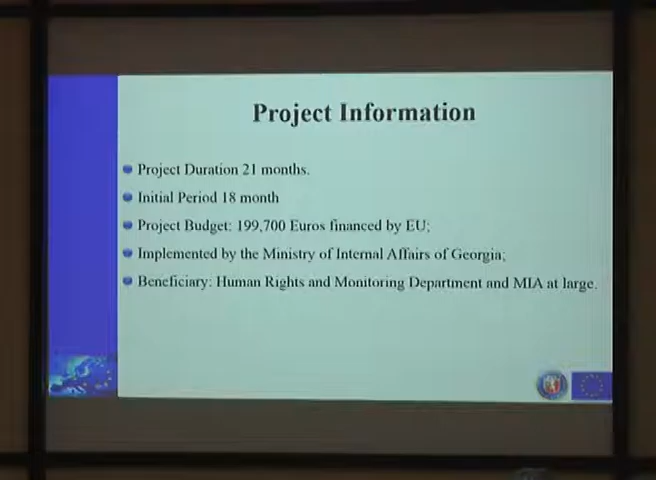 Project Information
Project Duration 21 months.
Initial Period 18 month
Project Budget: 199,700 Euros financed by EU;
Implemented by the Ministry of Internal Affairs of Georgia;
Beneficiary: Human Rights and Monitoring Department and MIA at large.